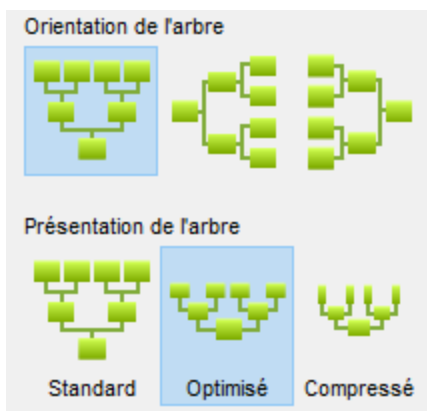 Orientation de l'arbre
Présentation de l'arbre
Standard Optimisé Compressé